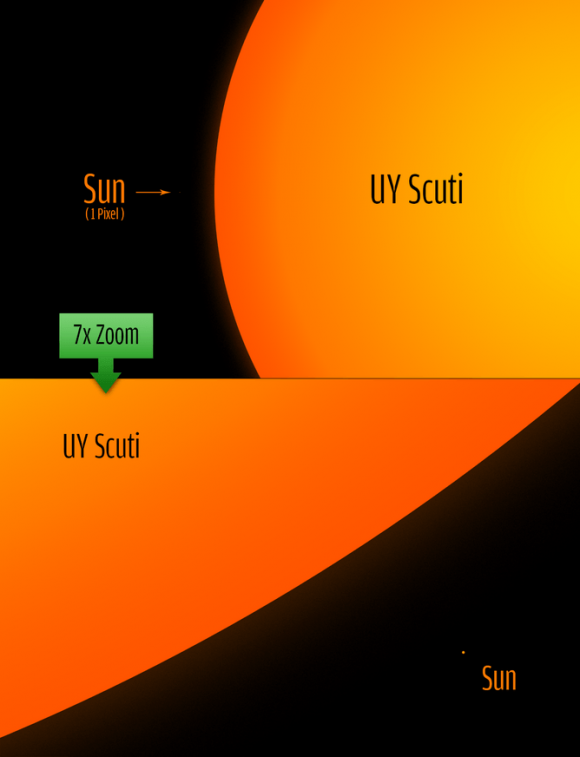 Sun
( 1 Pixel )
UY Scuti
7x Zoom
UY Scuti
Sun